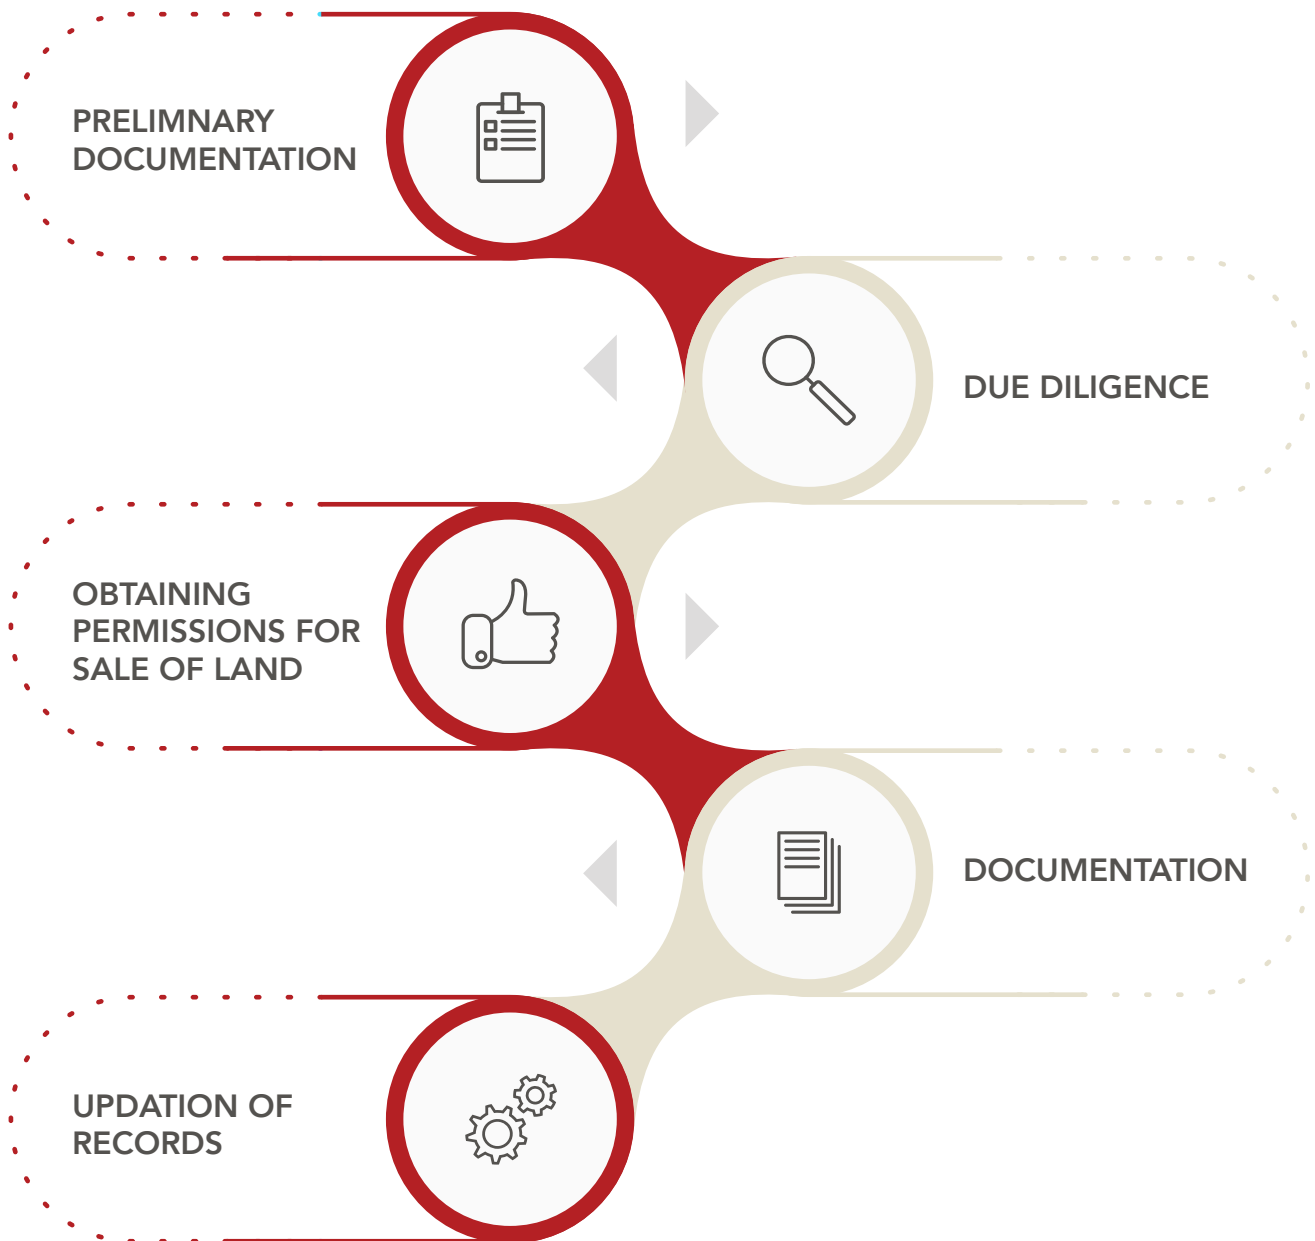 PRELIMNARY
DOCUMENTATION
DUE DILIGENCE
OBTAINING
PERMISSIONS FOR
SALE OF LAND
DOCUMENTATION
UPDATION OF
RECORDS